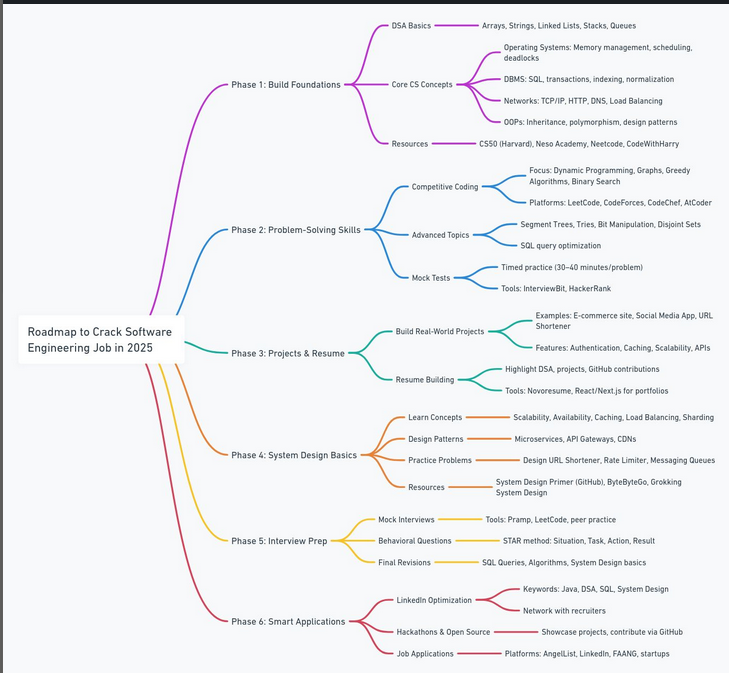 Roadmap to Crack Software
Engineering Job in 2025
Phase 1: Build Foundations
DSA Basics
Arrays, Strings, Linked Lists, Stacks, Queues
Core CS Concepts
Operating Systems: Memory management, scheduling,
deadlocks
DBMS: SQL, transactions, indexing, normalization
Networks: TCP/IP, HTTP, DNS, Load Balancing
OOPs: Inheritance, polymorphism, design patterns
Resources
CS50 (Harvard), Neso Academy, Neetcode, CodeWithHarry
Phase 2: Problem-Solving Skills
Competitive Coding
Focus: Dynamic Programming, Graphs, Greedy
Algorithms, Binary Search
Platforms: LeetCode, CodeForces, CodeChef, AtCoder
Advanced Topics
Segment Trees, Tries, Bit Manipulation, Disjoint Sets
SQL query optimization
Mock Tests
Timed practice (30–40 minutes/problem)
Tools: InterviewBit, HackerRank
Phase 3: Projects & Resume
Build Real-World Projects
Examples: E-commerce site, Social Media App, URL
Shortener
Features: Authentication, Caching, Scalability, APIs
Resume Building
Highlight DSA, projects, GitHub contributions
Tools: Novoresume, React/Next.js for portfolios
Phase 4: System Design Basics
Learn Concepts
Scalability, Availability, Caching, Load Balancing, Sharding
Design Patterns
Microservices, API Gateways, CDNs
Practice Problems
Design URL Shortener, Rate Limiter, Messaging Queues
Resources
System Design Primer (GitHub), ByteByteGo, Grokking
System Design
Phase 5: Interview Prep
Mock Interviews
Tools: Pramp, LeetCode, peer practice
Behavioral Questions
STAR method: Situation, Task, Action, Result
Final Revisions
SQL Queries, Algorithms, System Design basics
Phase 6: Smart Applications
LinkedIn Optimization
Keywords: Java, DSA, SQL, System Design
Network with recruiters
Hackathons & Open Source
Showcase projects, contribute via GitHub
Job Applications
Platforms: AngelList, LinkedIn, FAANG, startups